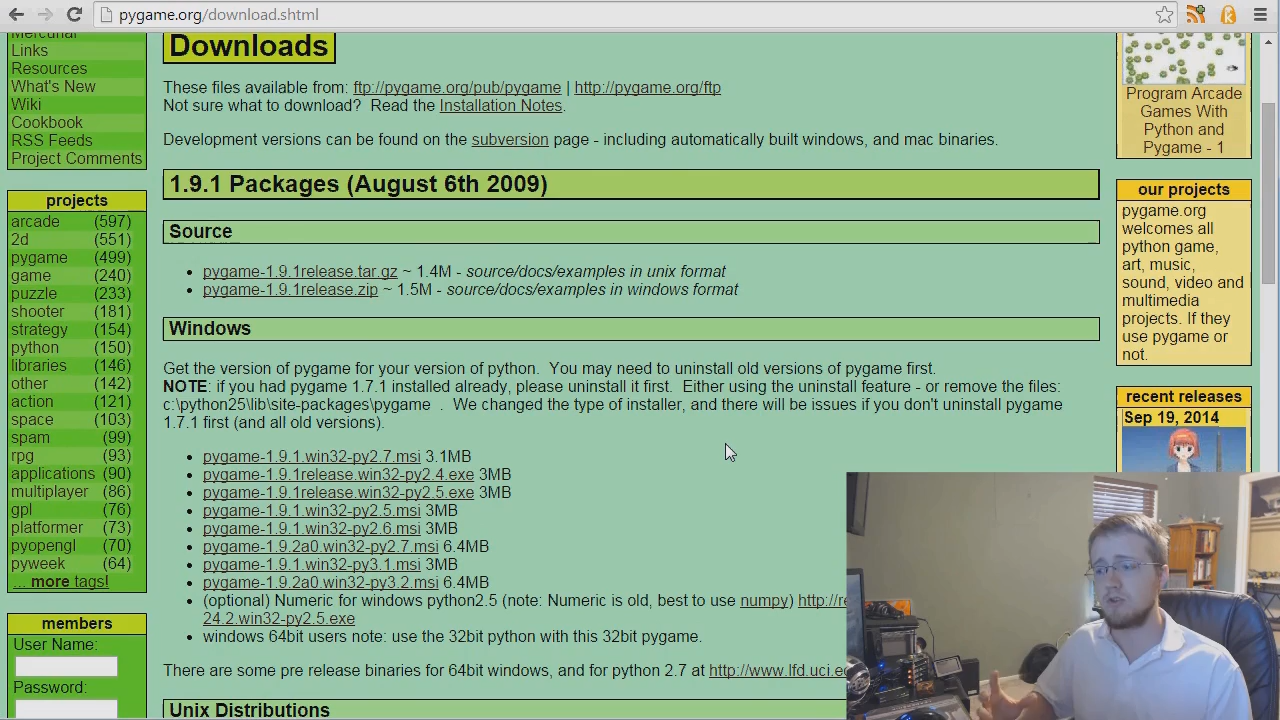 pygame.org/download.shtml
Links
Resources
What's New
Wiki
Cookbook
RSS Feeds
Project Comments
projects
arcade (597)
2d (551)
pygame (499)
game (240)
puzzle (233)
shooter (181)
strategy (154)
python (150)
libraries (146)
other (142)
action (121)
space (103)
spam (99)
rpg (93)
applications (90)
multiplayer (86)
gpl (76)
platformer (73)
pyopengl (70)
pyweek (64)
... more tags!
members
User Name:
Password:
Downloads
These files available from: ftp://pygame.org/pub/pygame | http://pygame.org/ftp
Not sure what to download? Read the Installation Notes.
Development versions can be found on the subversion page - including automatically built windows, and mac binaries.
1.9.1 Packages (August 6th 2009)
Source
pygame-1.9.1release.tar.gz ~ 1.4M - source/docs/examples in unix format
pygame-1.9.1release.zip ~ 1.5M - source/docs/examples in windows format
Windows
Get the version of pygame for your version of python. You may need to uninstall old versions of pygame first.
NOTE: if you had pygame 1.7.1 installed already, please uninstall it first. Either using the uninstall feature - or remove the files:
c:\python25\lib\site-packages\pygame . We changed the type of installer, and there will be issues if you don't uninstall pygame
1.7.1 first (and all old versions).
pygame-1.9.1.win32-py2.7.msi 3.1MB
pygame-1.9.1release.win32-py2.4.exe 3MB
pygame-1.9.1release.win32-py2.5.exe 3MB
pygame-1.9.1.win32-py2.5.msi 3MB
pygame-1.9.1.win32-py2.6.msi 3MB
pygame-1.9.2a0.win32-py2.7.msi 6.4MB
pygame-1.9.1.win32-py3.1.msi 3MB
pygame-1.9.2a0.win32-py3.2.msi 6.4MB
(optional) Numeric for windows python2.5 (note: Numeric is old, best to use numpy) http://re
24.2.win32-py2.5.exe
windows 64bit users note: use the 32bit python with this 32bit pygame.
There are some pre release binaries for 64bit windows, and for python 2.7 at http://www.lfd.uci.e
Unix Distributions
Program Arcade
Games With
Python and
Pygame - 1
our projects
pygame.org
welcomes all
python game,
art, music,
sound, video and
multimedia
projects. If they
use pygame or
not.
recent releases
Sep 19, 2014